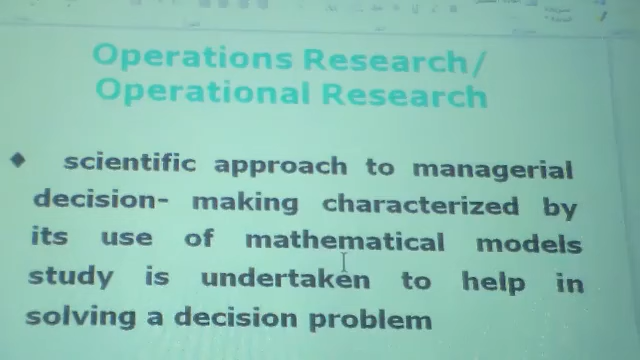 Operations Research/
Operational Research
◆ scientific approach to managerial
decision- making characterized by
its use of mathematical models
study is undertaken to help in
solving a decision problem